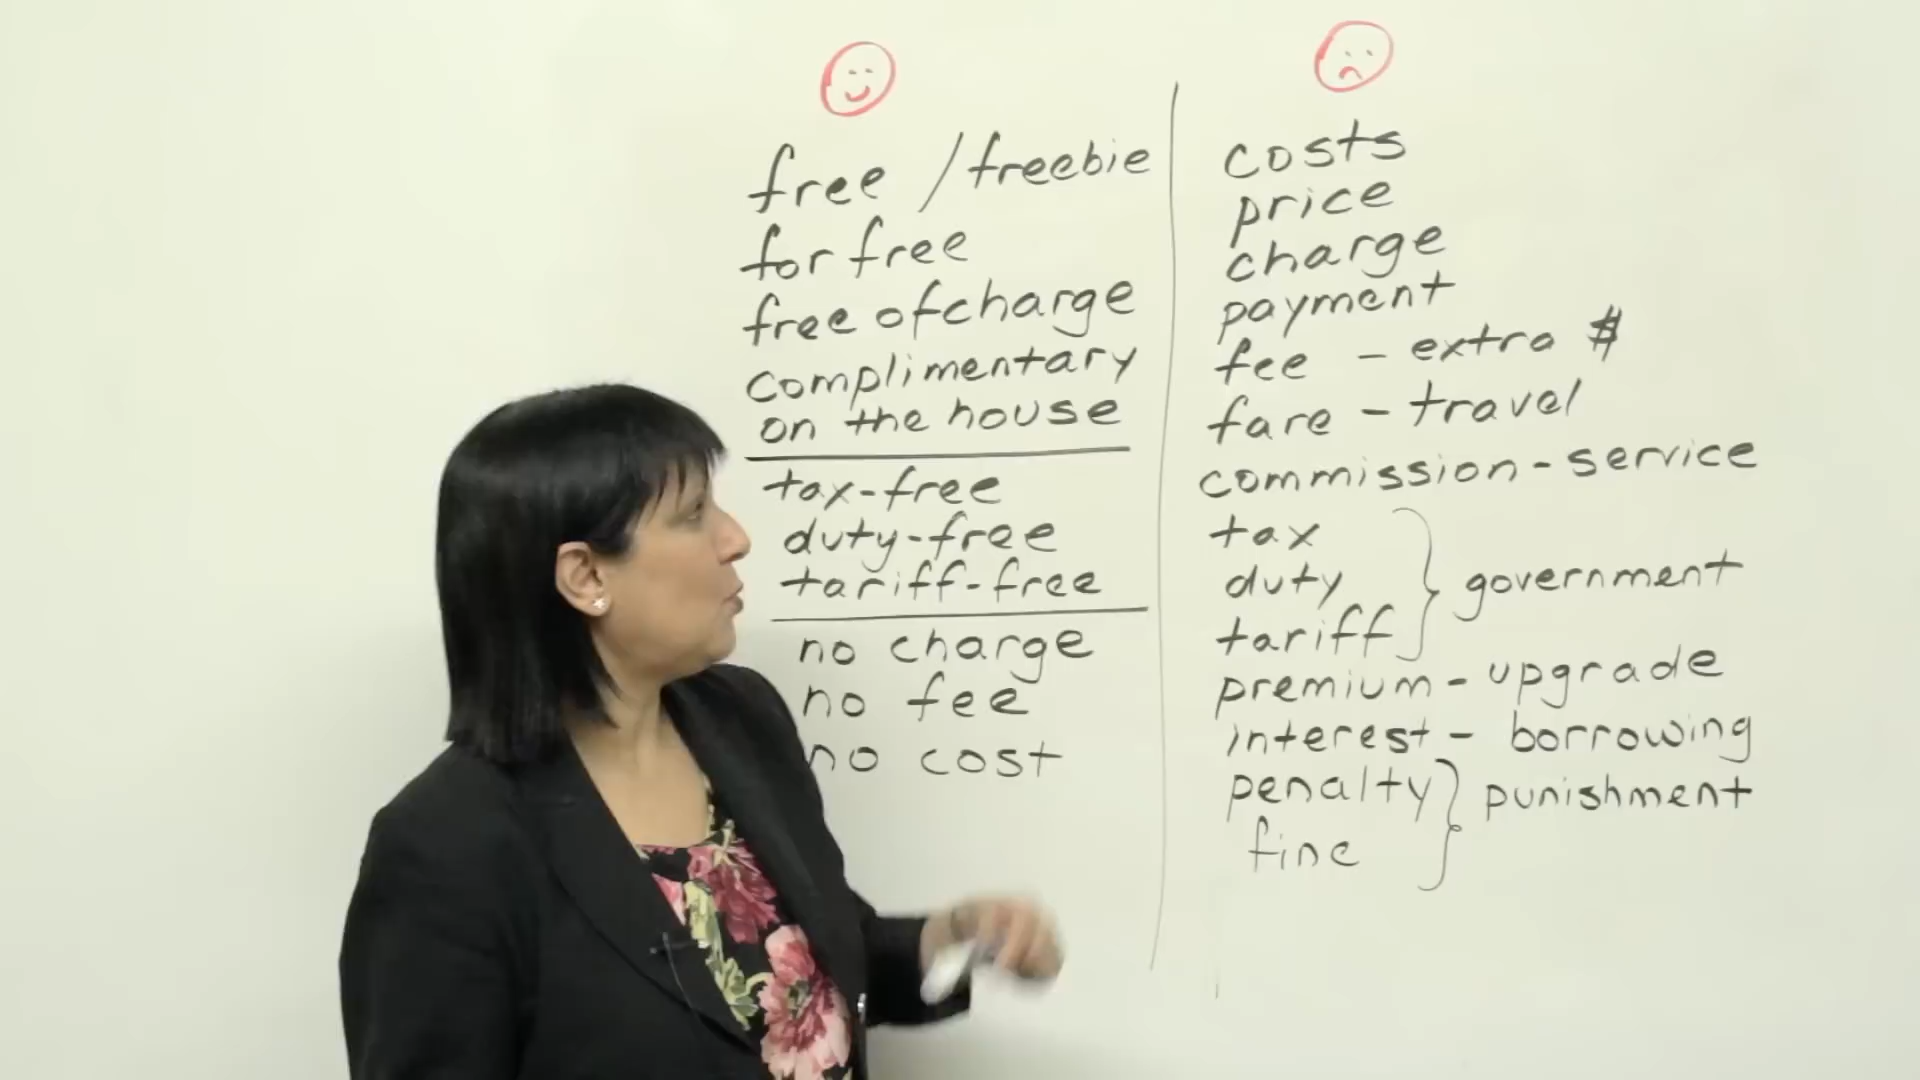 free / freebie
for free
free of charge
complimentary
on the house
tax-free
duty-free
tariff-free
no charge
no fee
no cost
costs
price
charge
payment
fee - extra $
fare - travel
commission - service
tax
duty
tariff
government
premium - upgrade
interest - borrowing
penalty
fine
punishment